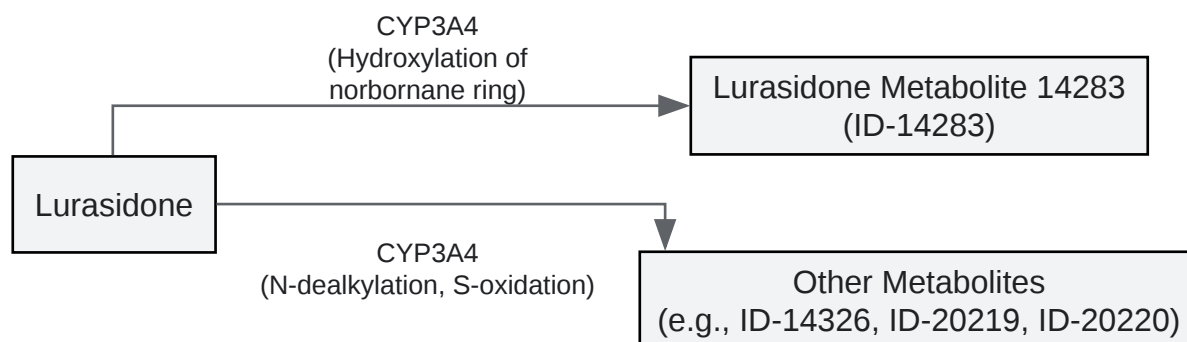 CYP3A4
(Hydroxylation of
norbornane ring)
Lurasidone Metabolite 14283
(ID-14283)
Lurasidone
CYP3A4
(N-dealkylation, S-oxidation)
Other Metabolites
(e.g., ID-14326, ID-20219, ID-20220)